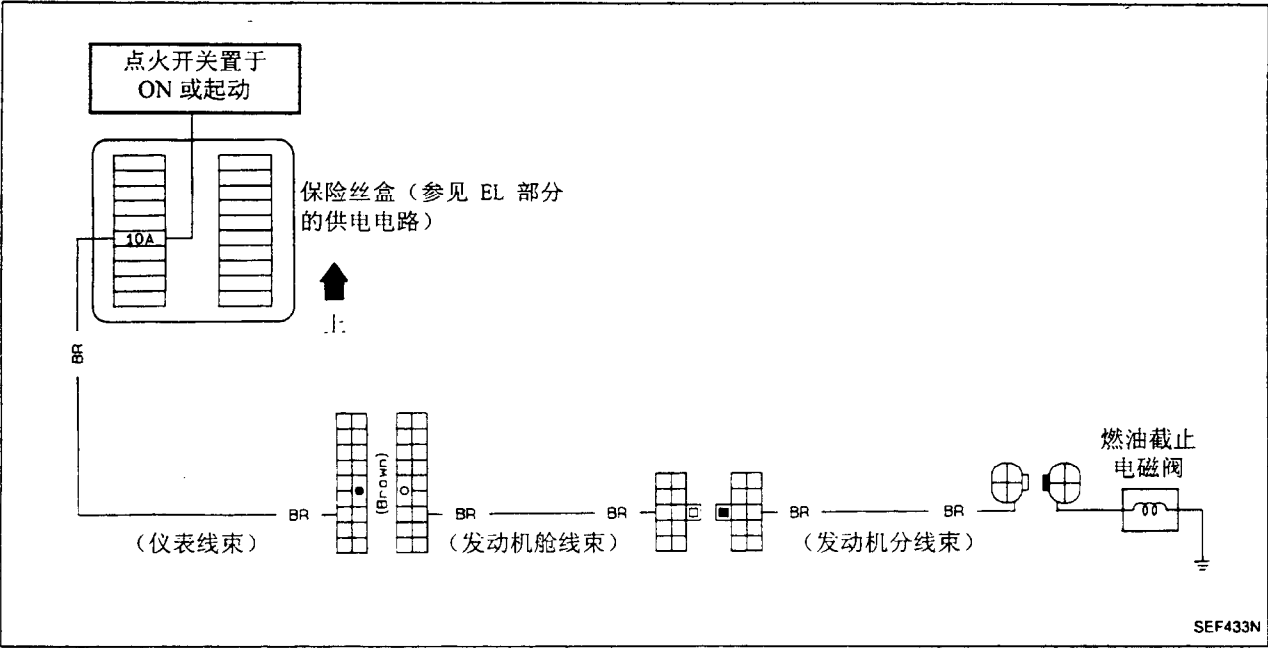 点火开关置于
ON 或起动
保险丝盒（参见 EL 部分
的供电电路）
10A
上
BR
(Brown)
燃油截止
电磁阀
BR
BR
BR
BR
BR
（仪表线束）
（发动机舱线束）
（发动机分线束）
SEF433N